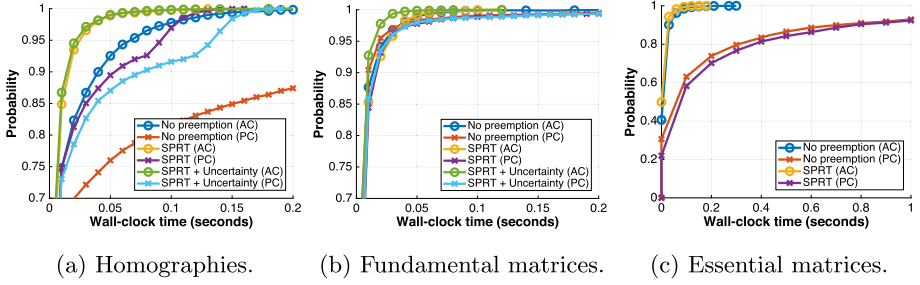 1
0.95
0.9
0.85
0.8
0.75
0.7
Probability
0
0.05
0.1
0.15
0.2
Wall-clock time (seconds)
No preemption (AC)
No preemption (PC)
SPRT (AC)
SPRT (PC)
SPRT + Uncertainty (AC)
SPRT + Uncertainty (PC)
(a) Homographies.
1
0.95
0.9
0.85
0.8
0.75
0.7
Probability
0
0.05
0.1
0.15
0.2
Wall-clock time (seconds)
No preemption (AC)
No preemption (PC)
SPRT (AC)
SPRT (PC)
SPRT + Uncertainty (AC)
SPRT + Uncertainty (PC)
(b) Fundamental matrices.
1
0.8
0.6
0.4
0.2
0
Probability
0
0.2
0.4
0.6
0.8
1
Wall-clock time (seconds)
No preemption (AC)
No preemption (PC)
SPRT (AC)
SPRT (PC)
(c) Essential matrices.